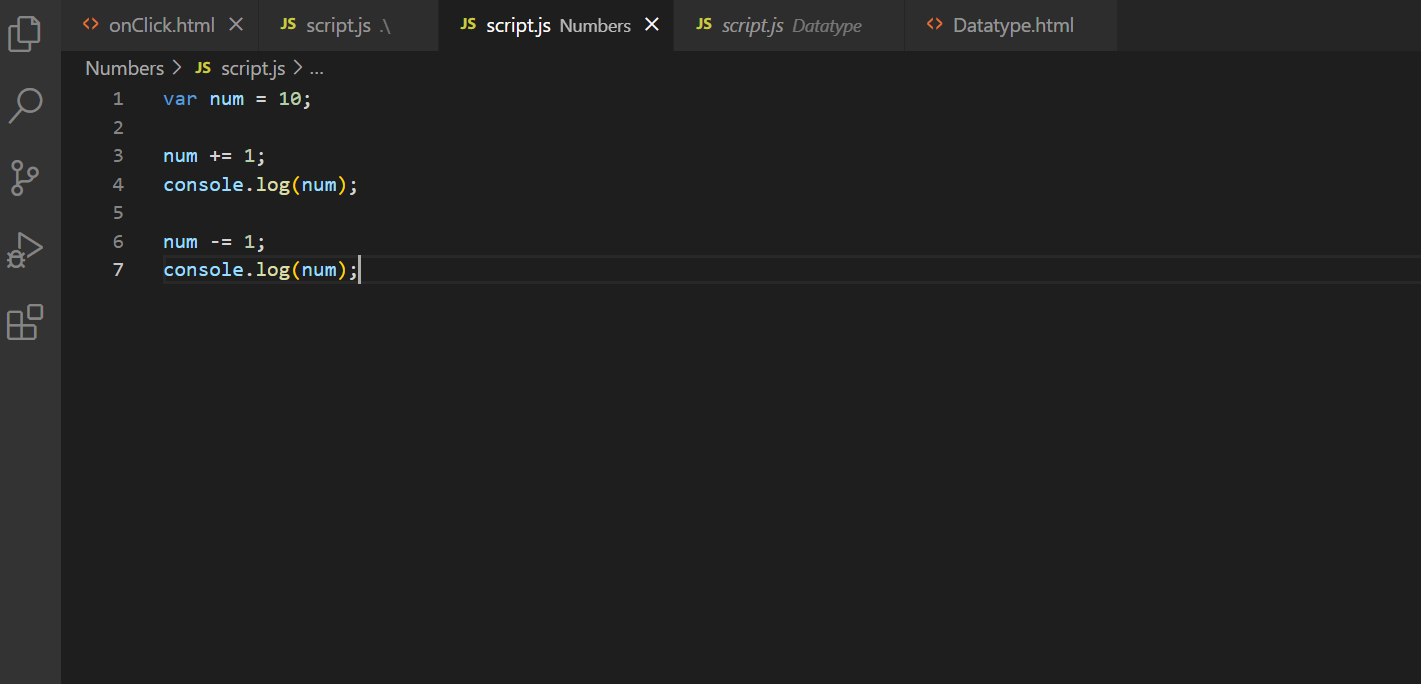 <> onClick.html × JS script.js .\ JS script.js Numbers × JS script.js Datatype <> Datatype.html
Numbers > JS script.js > ...
1 var num = 10;
2
3 num += 1;
4 console.log(num);
5
6 num -= 1;
7 console.log(num);